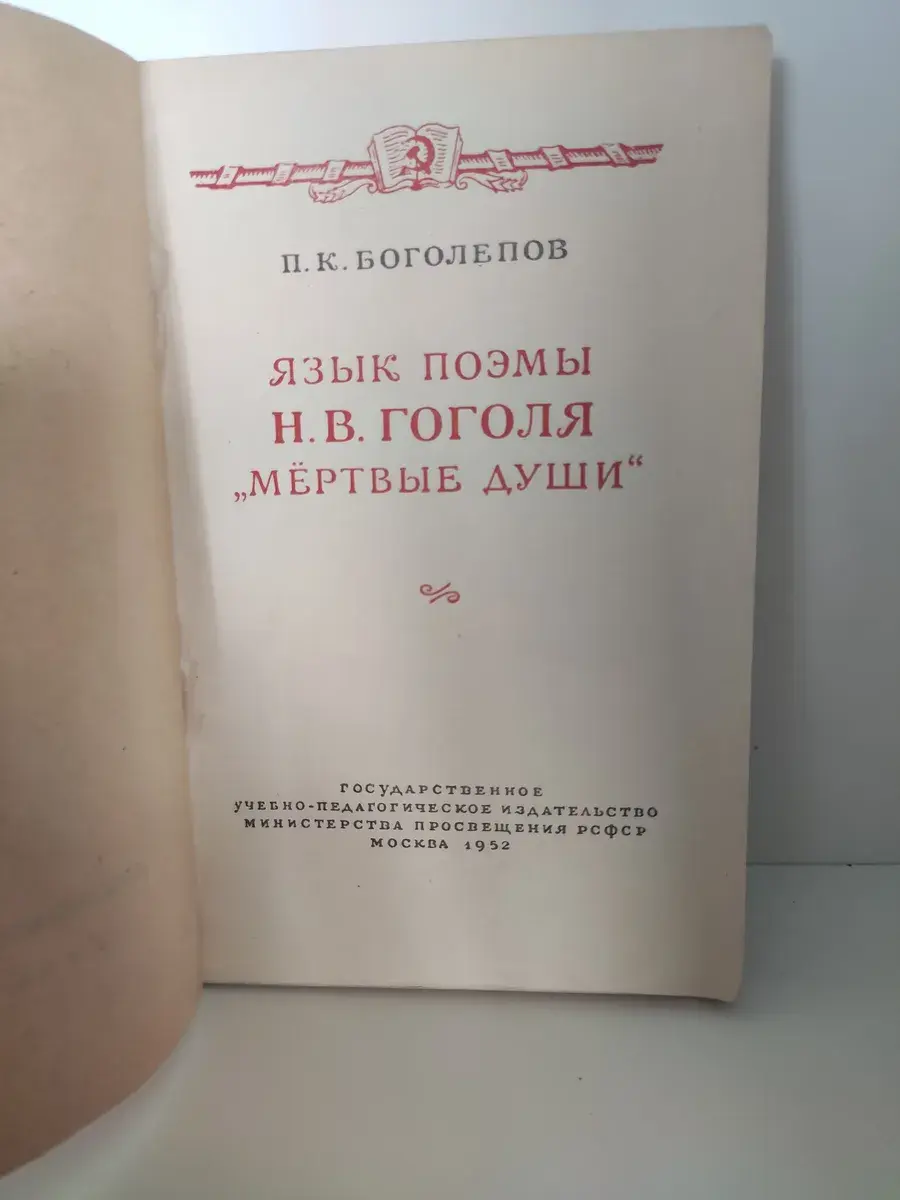 П. К. БОГОЛЕПОВ
ЯЗЫК ПОЭМЫ
Н. В. ГОГОЛЯ
„МЁРТВЫЕ ДУШИ“
ГОСУДАРСТВЕННОЕ
УЧЕБНО-ПЕДАГОГИЧЕСКОЕ ИЗДАТЕЛЬСТВО
МИНИСТЕРСТВА ПРОСВЕЩЕНИЯ РСФСР
МОСКВА 1952